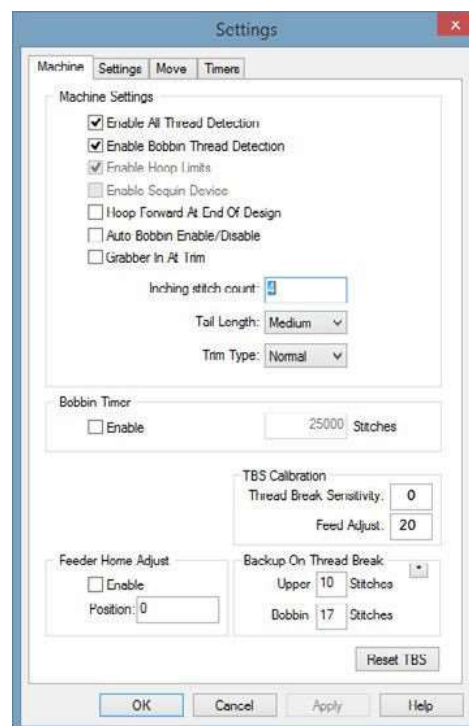 Settings
x
Machine Settings Move Timers
Machine Settings
Enable All Thread Detection
Enable Bobbin Thread Detection
Enable Hoop Limits
Enable Sequin Device
Hoop Forward At End Of Design
Auto Bobbin Enable/Disable
Grabber In At Trim
Inching stitch count: 4
Tail Length: Medium
Trim Type: Normal
Bobbin Timer
Enable 25000 Stitches
TBS Calibration
Thread Break Sensitivity: 0
Feed Adjust: 20
Feeder Home Adjust
Enable
Position: 0
Backup On Thread Break *
Upper 10 Stitches
Bobbin 17 Stitches
Reset TBS
OK Cancel Apply Help